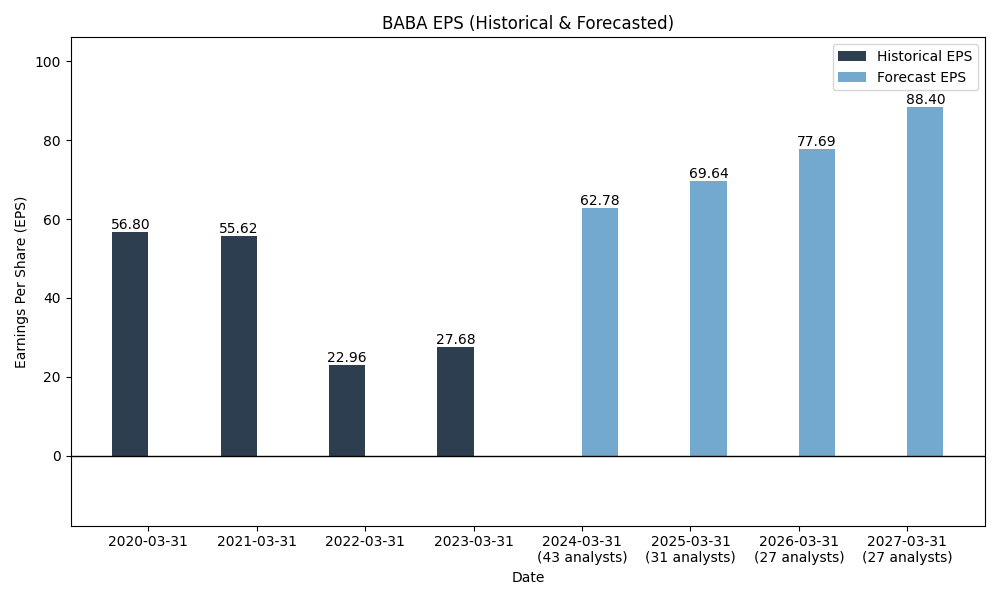 BABA EPS (Historical & Forecasted)
Historical EPS
Forecast EPS
Earnings Per Share (EPS)
100
80
60
40
20
0
56.80
55.62
22.96
27.68
62.78
69.64
77.69
88.40
2020-03-31
2021-03-31
2022-03-31
2023-03-31
2024-03-31
(43 analysts)
2025-03-31
(31 analysts)
2026-03-31
(27 analysts)
2027-03-31
(27 analysts)
Date